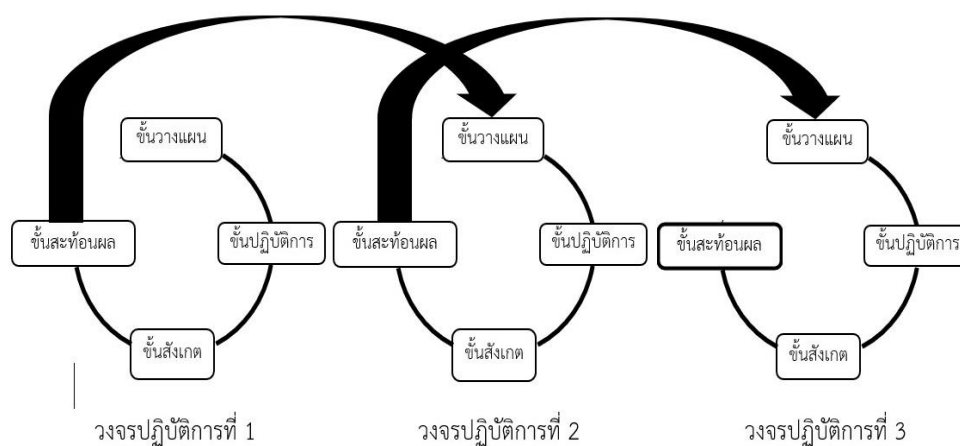 ขั้นวางแผน
ขั้นสะท้อนผล
ขั้นปฏิบัติการ
ขั้นสังเกต
วงจรปฏิบัติการที่ 1
ขั้นวางแผน
ขั้นสะท้อนผล
ขั้นปฏิบัติการ
ขั้นสังเกต
วงจรปฏิบัติการที่ 2
ขั้นวางแผน
ขั้นสะท้อนผล
ขั้นปฏิบัติการ
ขั้นสังเกต
วงจรปฏิบัติการที่ 3